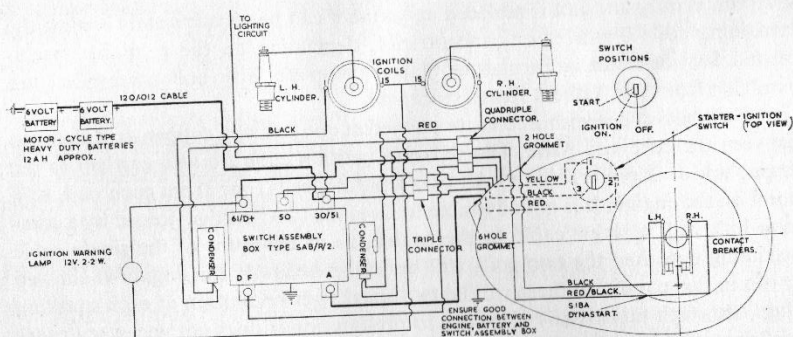 TO
LIGHTING
CIRCUIT
IGNITION
COILS
SWITCH
POSITIONS
15
15
L. H.
CYLINDER.
R. H.
CYLINDER.
START
IGNITION
ON.
OFF.
120/012 CABLE
6 VOLT
BATTERY
6 VOLT
BATTERY.
MOTOR - CYCLE TYPE
HEAVY DUTY BATTERIES
12 A H APPROX.
BLACK
RED
QUADRUPLE
CONNECTOR.
2 HOLE
GROMMET
STARTER - IGNITION
SWITCH (TOP VIEW)
YELLOW
BLACK
RED
1
2
3
61/D+
50
30/51
TRIPLE
CONNECTOR
6 HOLE
GROMMET
L.H.
R.H.
CONTACT
BREAKERS.
CONDENSER
SWITCH ASSEMBLY
BOX TYPE SAB/R/2.
CONDENSER
IGNITION WARNING
LAMP 12V. 2·2 W.
D F
A
BLACK
RED/BLACK.
SIBA
DYNASTART.
ENSURE GOOD
CONNECTION BETWEEN
ENGINE, BATTERY AND
SWITCH ASSEMBLY BOX